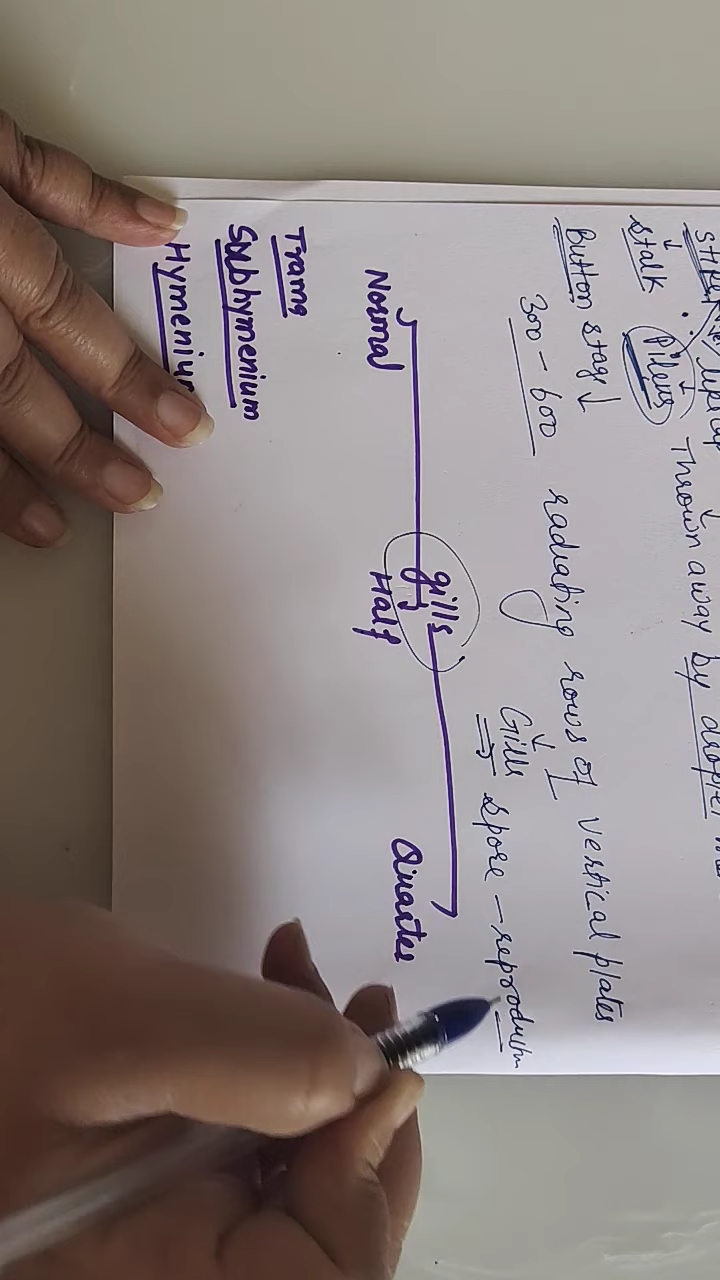 stalk Pileus Thrown away by
Button stage ↓
300 - 600 radiating rows of vertical plates
↓
Gills
⇒ spore - reproductn
gills
Normal Half Quarter
Trama
Subhymenium
Hymenium